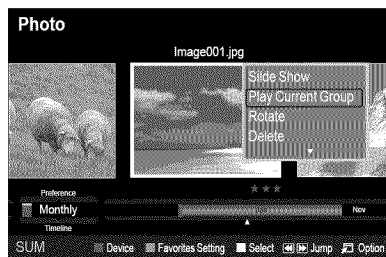 Photo
Image001.jpg
Slide Show
Play Current Group
Rotate
Delete
Preference
Monthly
Nov
Timeline
SUM Device Favorites Setting Select Jump Option